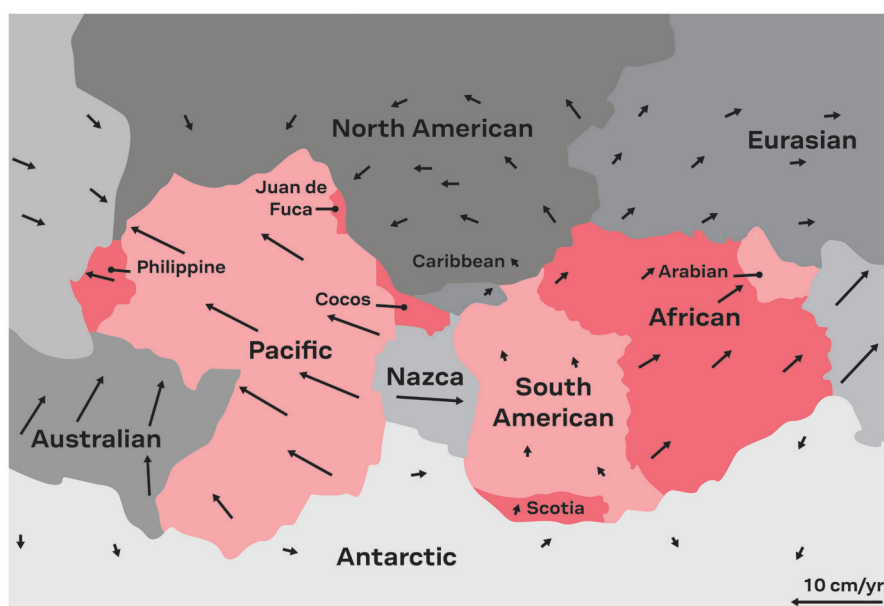 North American
Eurasian
Juan de
Fuca
Philippine
Caribbean
Arabian
Cocos
African
Pacific
Nazca
South
American
Australian
Scotia
Antarctic
10 cm/yr